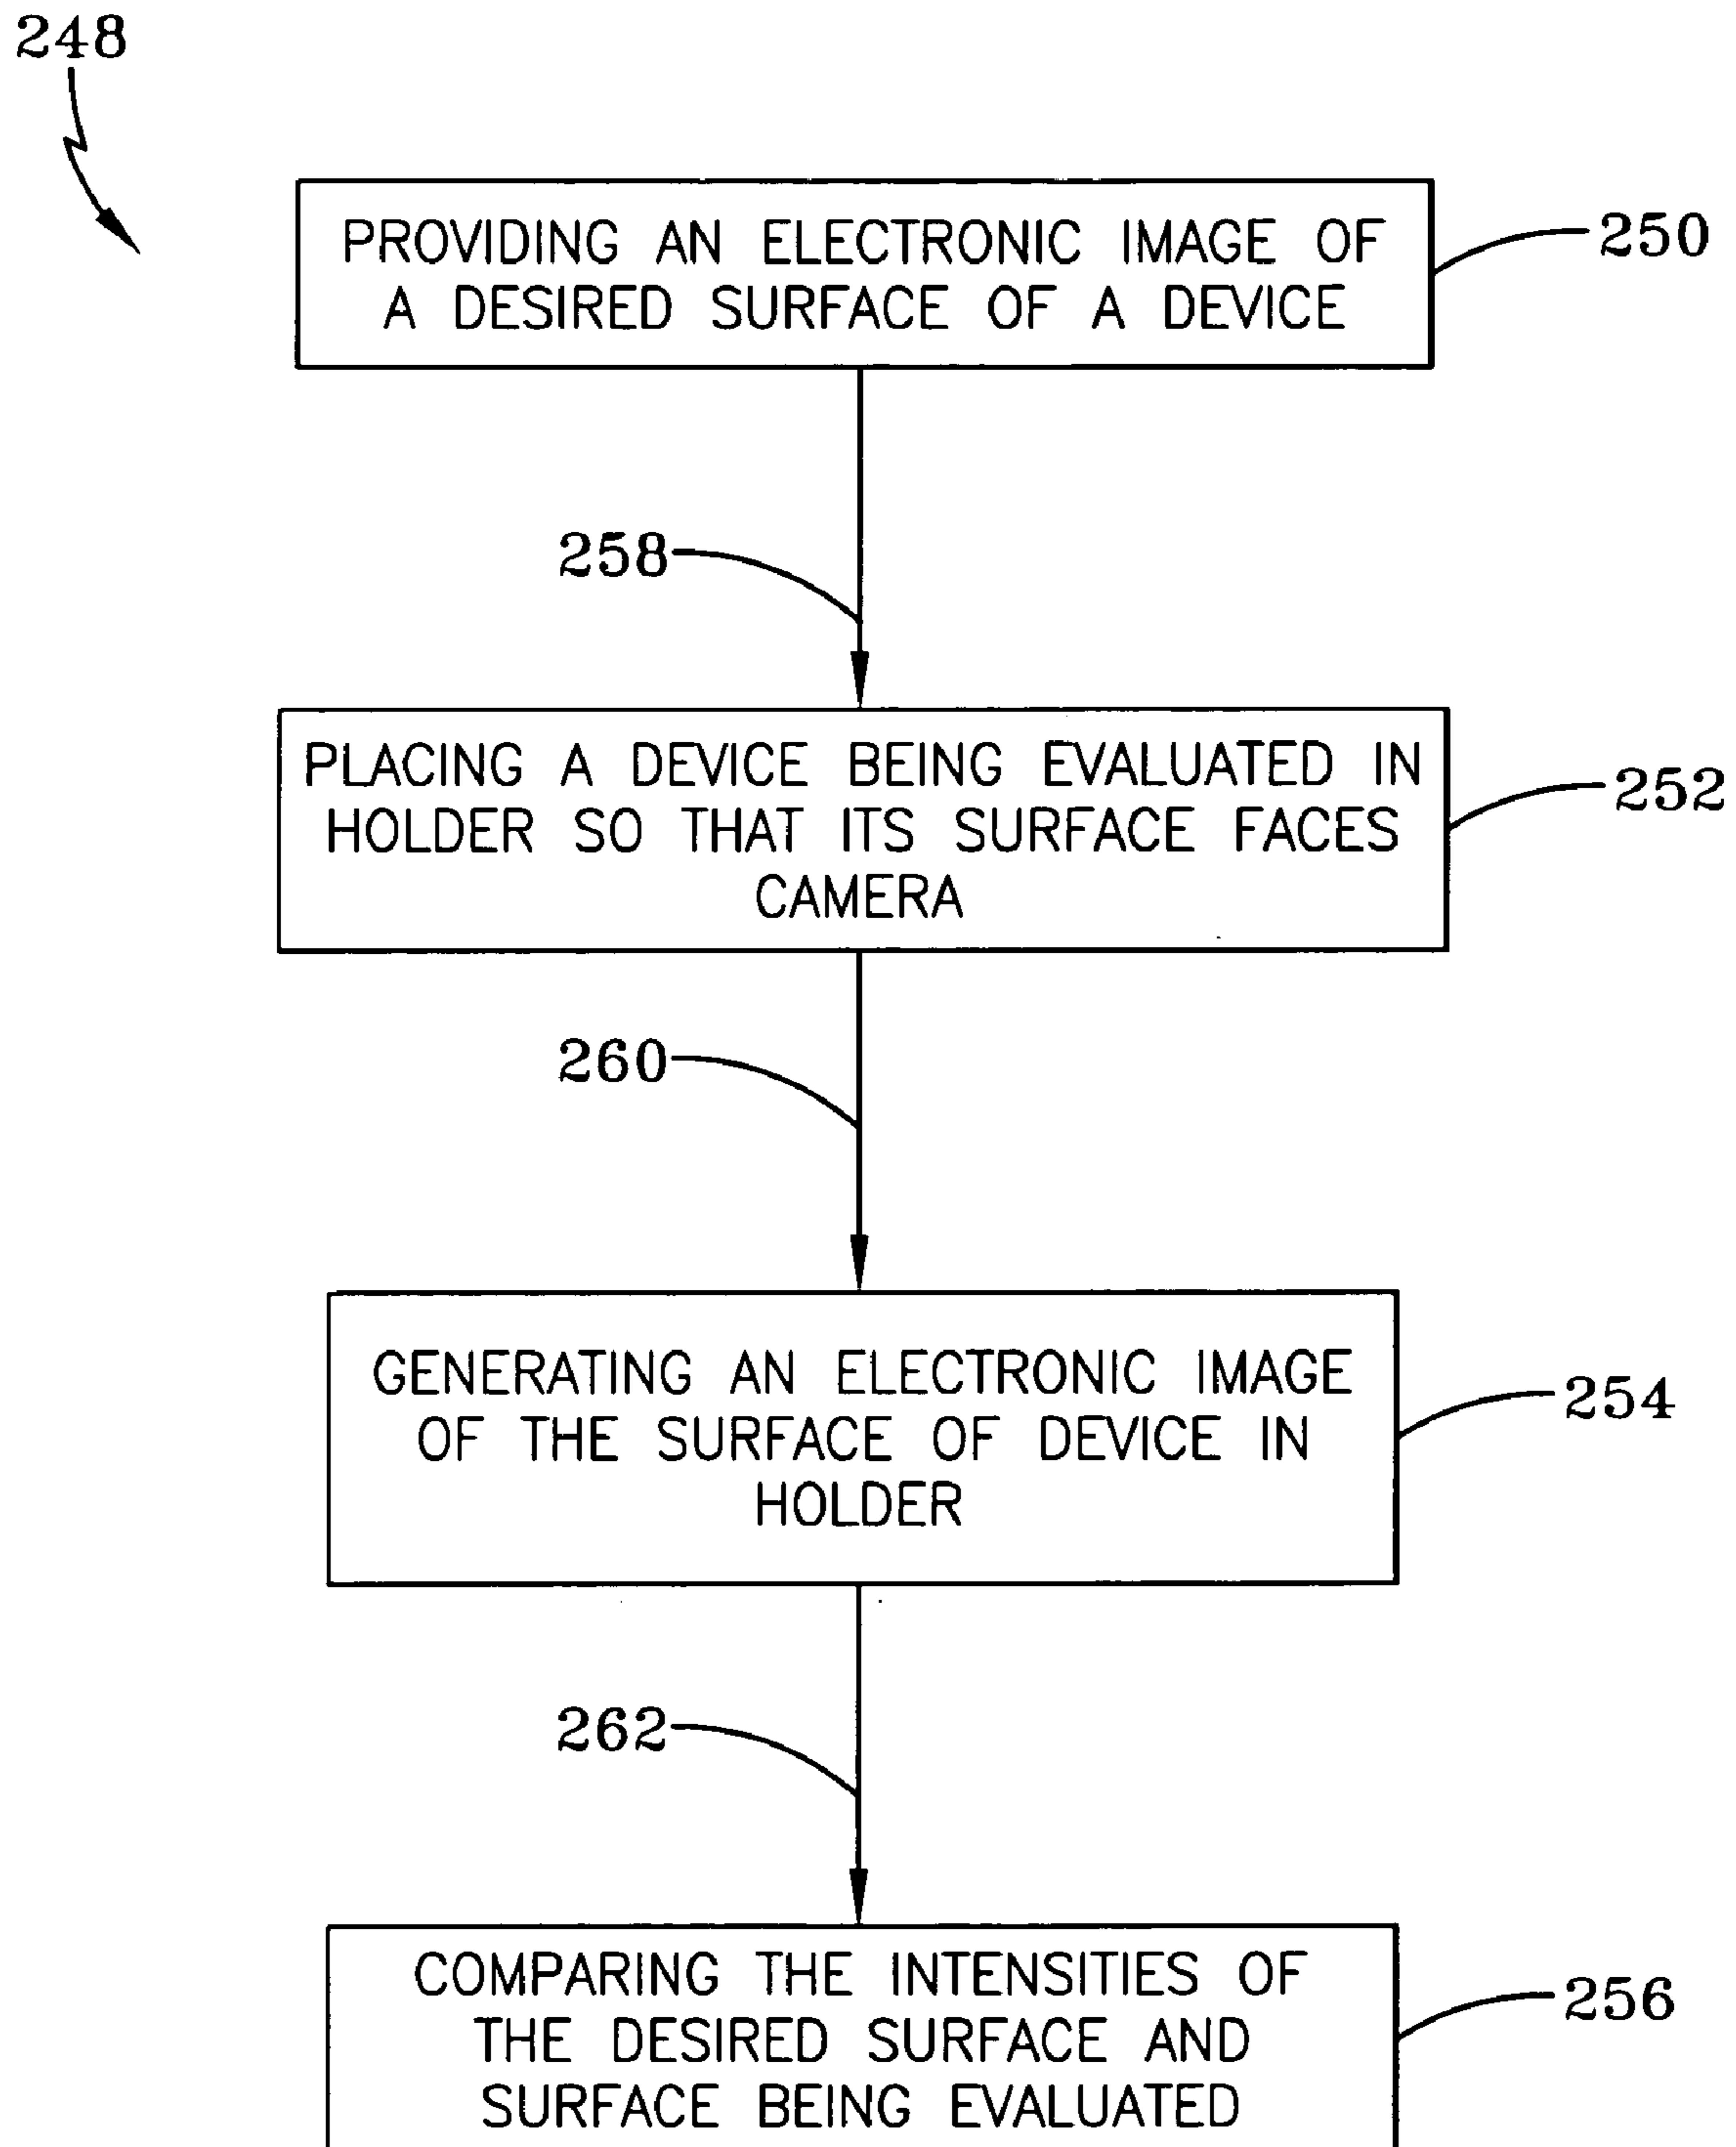 248
PROVIDING AN ELECTRONIC IMAGE OF
A DESIRED SURFACE OF A DEVICE
250
258
PLACING A DEVICE BEING EVALUATED IN
HOLDER SO THAT ITS SURFACE FACES
CAMERA
252
260
GENERATING AN ELECTRONIC IMAGE
OF THE SURFACE OF DEVICE IN
HOLDER
254
262
COMPARING THE INTENSITIES OF
THE DESIRED SURFACE AND
SURFACE BEING EVALUATED
256